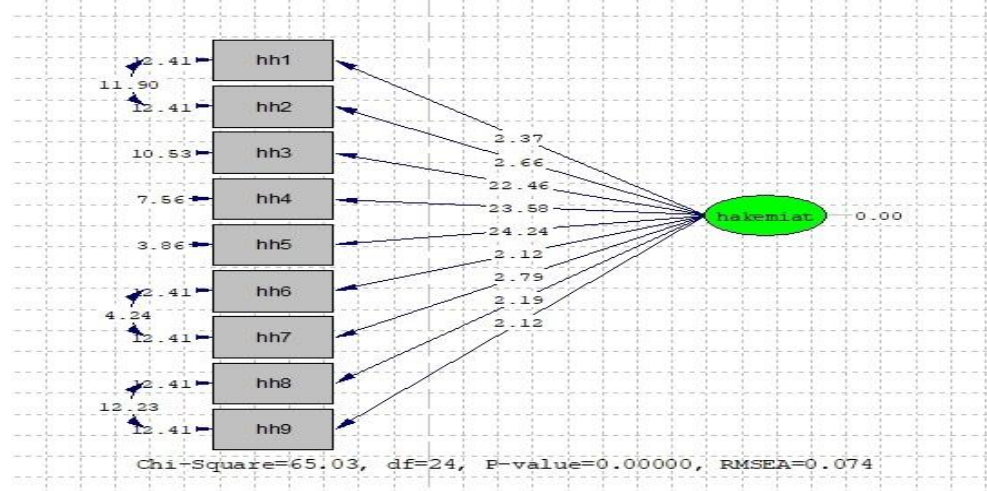 12.41 hh1
11.90
12.41 hh2
2.37
10.53 hh3
2.66
22.46
7.56 hh4
23.58
hakemiat 0.00
24.24
3.86 hh5
2.12
2.79
12.41 hh6
2.19
4.24
2.12
12.41 hh7
12.41 hh8
12.23
12.41 hh9
Chi-Square=65.03, df=24, P-value=0.00000, RMSEA=0.074